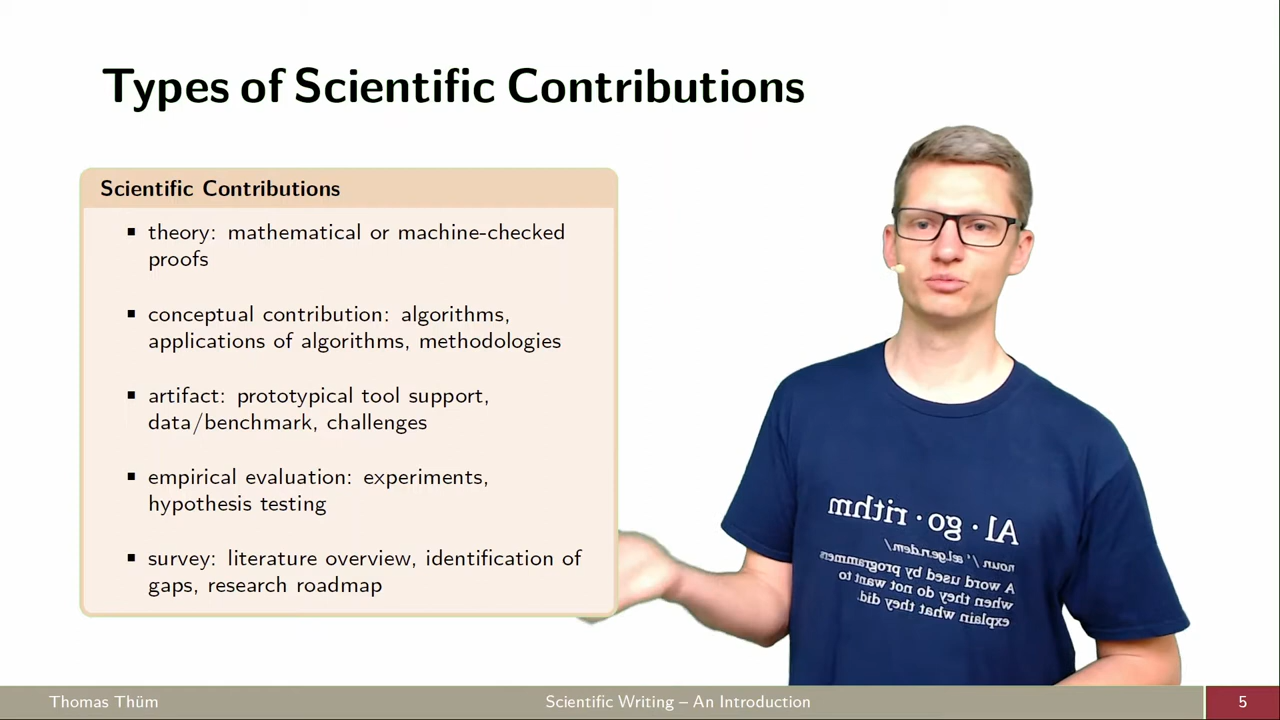 Types of Scientific Contributions
Scientific Contributions
▪ theory: mathematical or machine-checked
proofs
▪ conceptual contribution: algorithms,
applications of algorithms, methodologies
▪ artifact: prototypical tool support,
data/benchmark, challenges
▪ empirical evaluation: experiments,
hypothesis testing
▪ survey: literature overview, identification of
gaps, research roadmap
Al·go·rithm
noun
A word used by programmers
when they do not want to
explain what they did.
Thomas Thüm
Scientific Writing – An Introduction
5